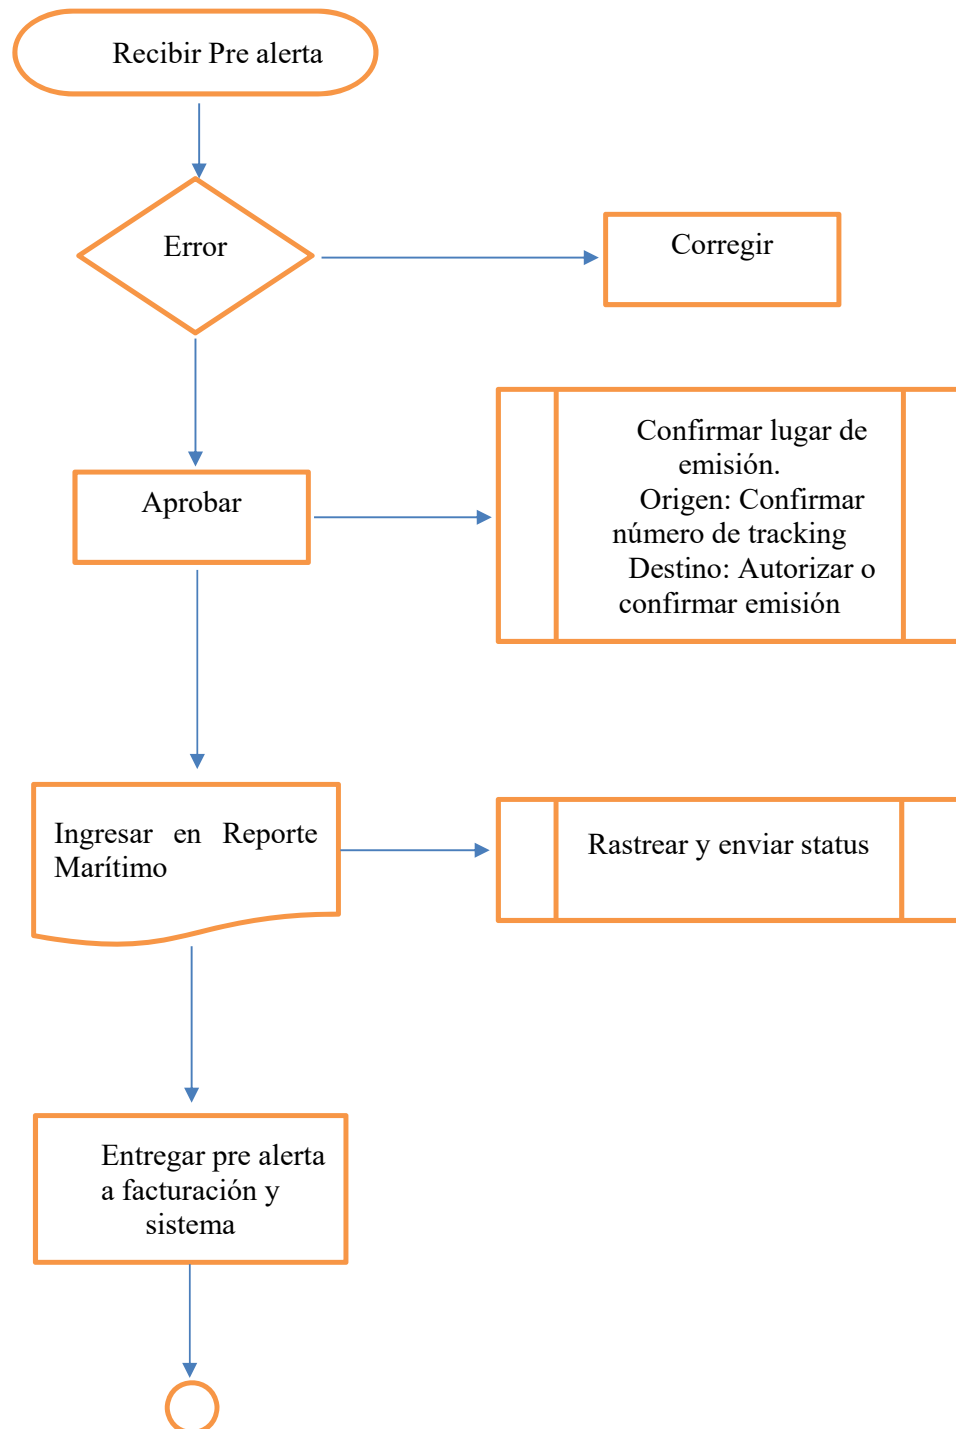 Recibir Pre alerta
Error
Corregir
Aprobar
Confirmar lugar de
emisión.
Origen: Confirmar
número de tracking
Destino: Autorizar o
confirmar emisión
Ingresar en Reporte
Marítimo
Rastrear y enviar status
Entregar pre alerta
a facturación y
sistema